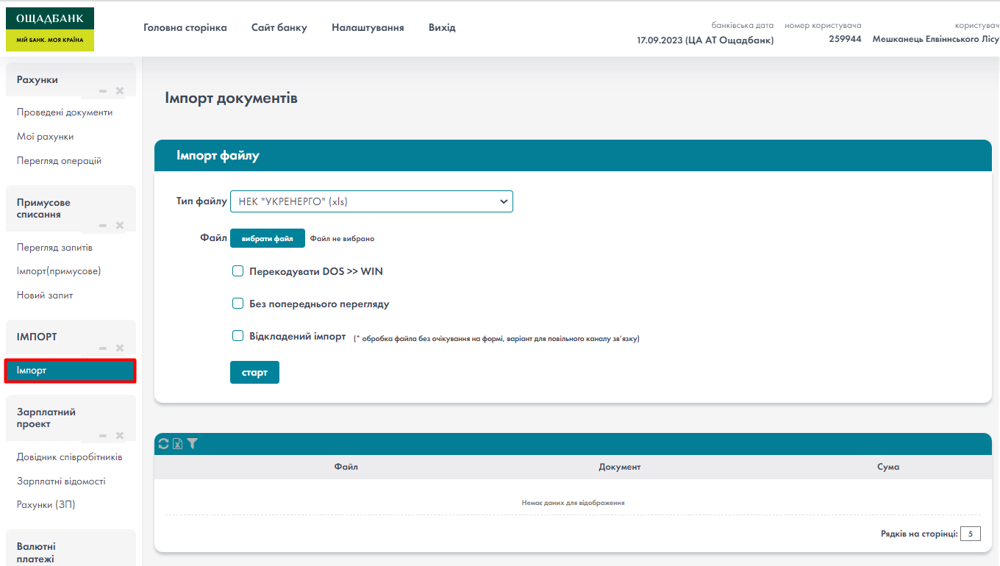 ОЩАДБАНК
МІЙ БАНК. МОЯ КРАЇНА
Головна сторінка
Сайт банку
Налаштування
Вихід
банківська дата
17.09.2023 (ЦА АТ Ощадбанк)
номер користувача
259944
користувач
Мешканець Елвіннського Лісу
Рахунки
Проведені документи
Мої рахунки
Перегляд операцій
Примусове
списання
Перегляд запитів
Імпорт(примусове)
Новий запит
ІМПОРТ
Імпорт
Зарплатний
проект
Довідник співробітників
Зарплатні відомості
Рахунки (ЗП)
Валютні
платежі
Імпорт документів
Імпорт файлу
Тип файлу НЕК "УКРЕНЕРГО" (xls)
Файл вибрати файл Файл не вибрано
Перекодувати DOS >> WIN
Без попереднього перегляду
Відкладений імпорт (* обробка файла без очікування на формі, варіант для повільного каналу зв’язку)
старт
Файл Документ Сума
Немає даних для відображення
Рядків на сторінці: 5